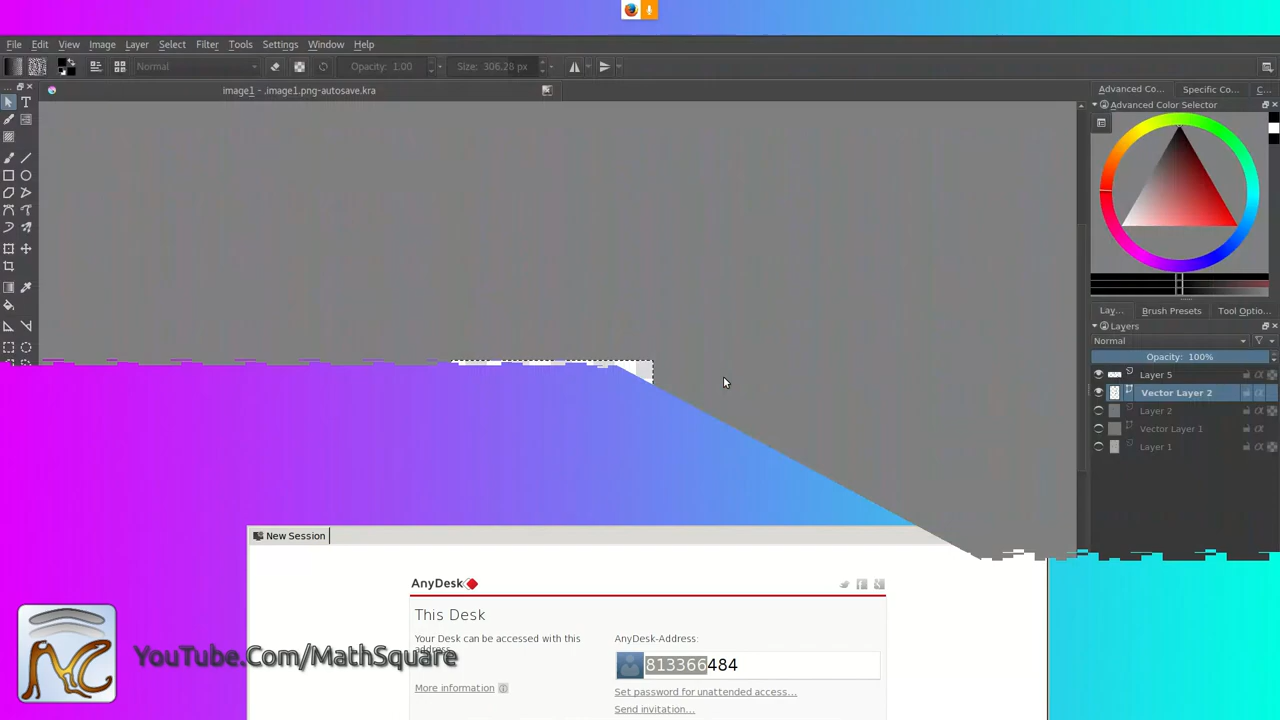 File Edit View Image Layer Select Filter Tools Settings Window Help
Normal Opacity: 1.00 Size: 306.28 px
image1 - .image1.png-autosave.kra
Advanced Co... Specific Co... C...
Advanced Color Selector
Lay... Brush Presets Tool Optio...
Layers
Normal
Opacity: 100%
Layer 5
Vector Layer 2
Layer 2
Vector Layer 1
Layer 1
New Session
AnyDesk
This Desk
Your Desk can be accessed with this
address.
More information
AnyDesk-Address:
813366484
Set password for unattended access...
Send invitation...
YouTube.Com/MathSquare